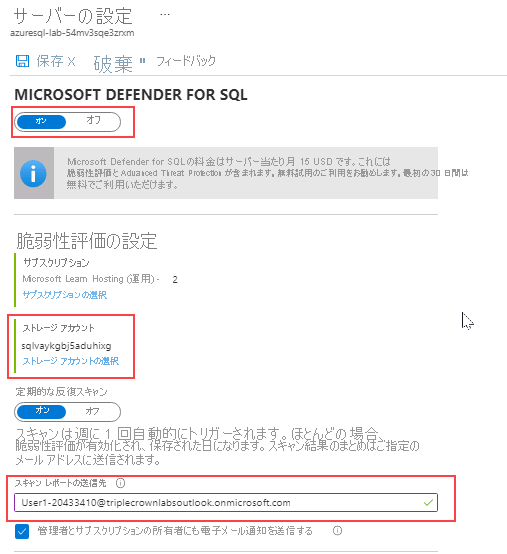 サーバーの設定 ...
azuresql-lab-54mv3sqe3zrxm
保存 X 破棄 " フィードバック
MICROSOFT DEFENDER FOR SQL
オン オフ
Microsoft Defender for SQLの料金はサーバー当たり月 15 USD です。これには
脆弱性評価と Advanced Threat Protection が含まれます。無料試用のご利用をお勧めします。最初の 30 日間は
無料でご利用いただけます。
脆弱性評価の設定
サブスクリプション
Microsoft Learn Hosting (運用) - 2
サブスクリプションの選択
ストレージ アカウント
sqlvaykgbj5aduhixg
ストレージ アカウントの選択
定期的な反復スキャン
オン オフ
スキャンは週に 1 回自動的にトリガーされます。ほとんどの場合、
脆弱性評価が有効化され、保存された日になります。スキャン結果のまとめはご指定の
メール アドレスに送信されます。
スキャン レポートの送信先
User1-20433410@triplecrownlabsoutlook.onmicrosoft.com
管理者とサブスクリプションの所有者にも電子メール通知を送信する